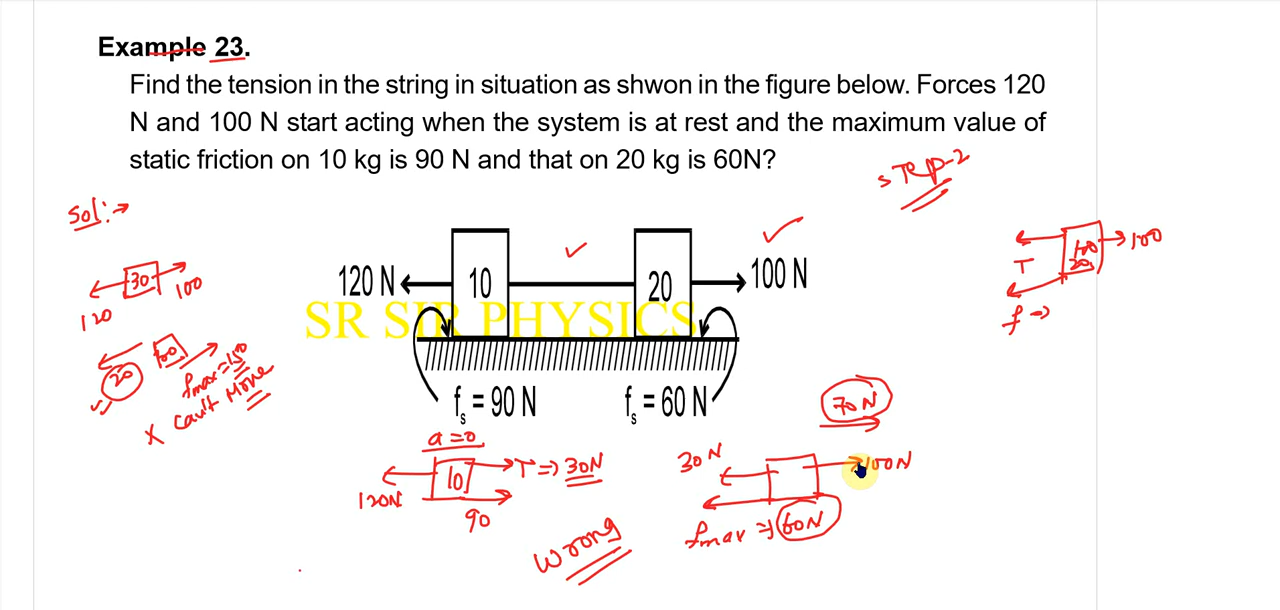 Example 23.
Find the tension in the string in situation as shwon in the figure below. Forces 120
N and 100 N start acting when the system is at rest and the maximum value of
static friction on 10 kg is 90 N and that on 20 kg is 60N?
STEP-2
Sol:→
30
120
100
120 N
10
20
100 N
100
T
20
f ⇒
SR SIR PHYSICS
20
fmax = 150
X can't Move
fs = 90 N
fs = 60 N
70 N
a = 0
10
T ⇒ 30N
120N
90
30 N
100N
fmax ⇒ 60N
Wrong